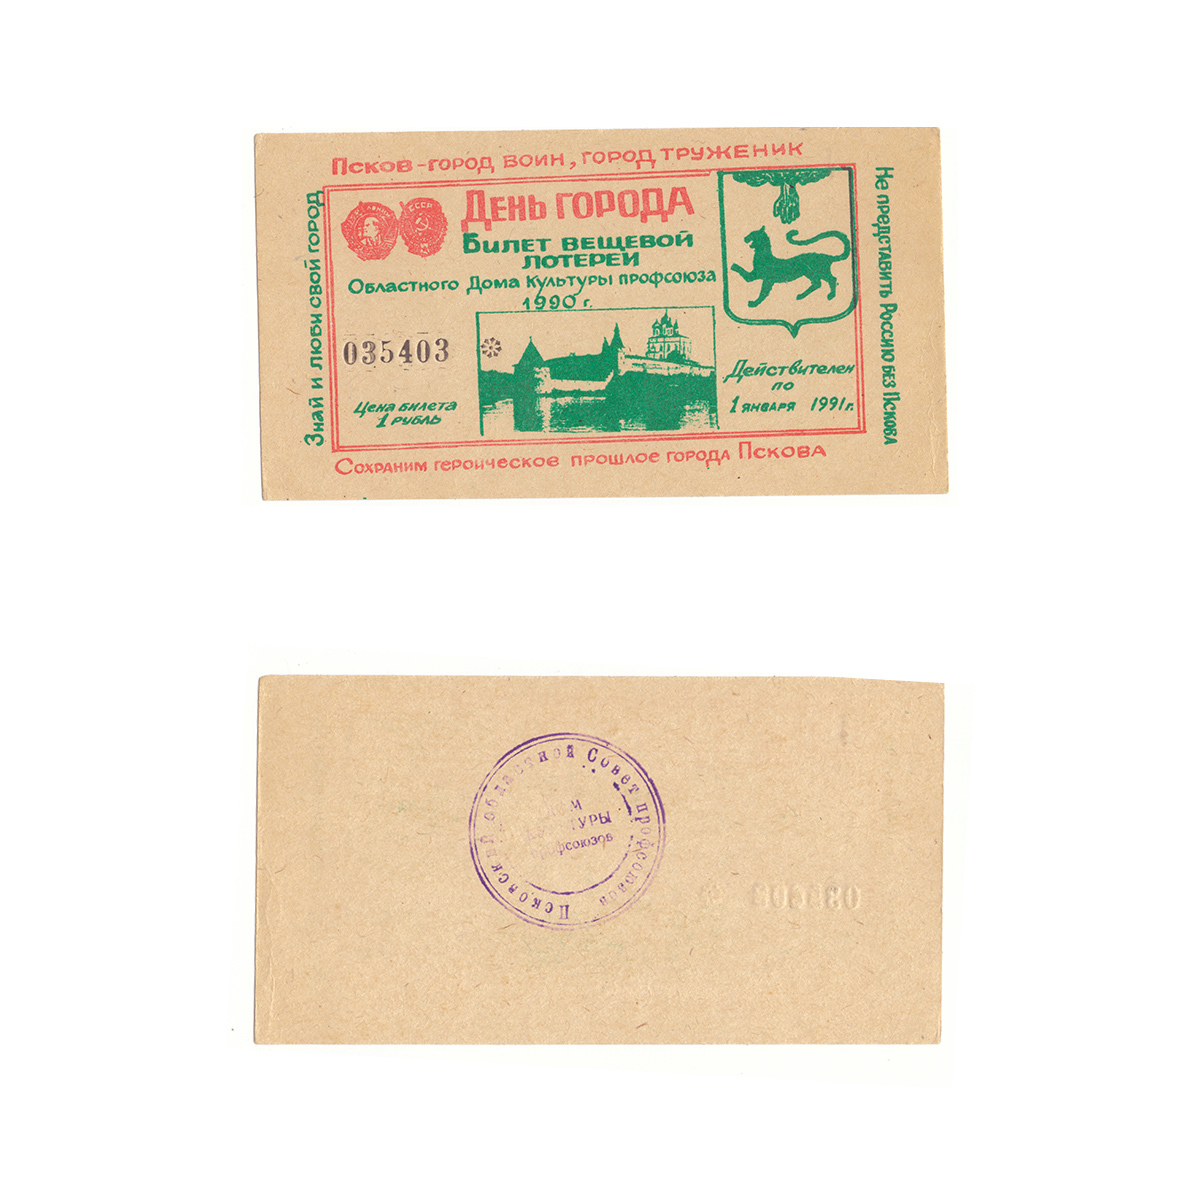 Псков - город воин, город труженик
Знай и люби свой город
День города
Билет вещевой
лотереи
Областного Дома культуры профсоюза
1990 г.
035403
Цена билета
1 рубль
Действителен
по
1 января 1991 г.
Не представить Россию без Пскова
Сохраним героическое прошлое города Пскова
СССР
Псковский областной Совет профсоюзов
профсоюзов